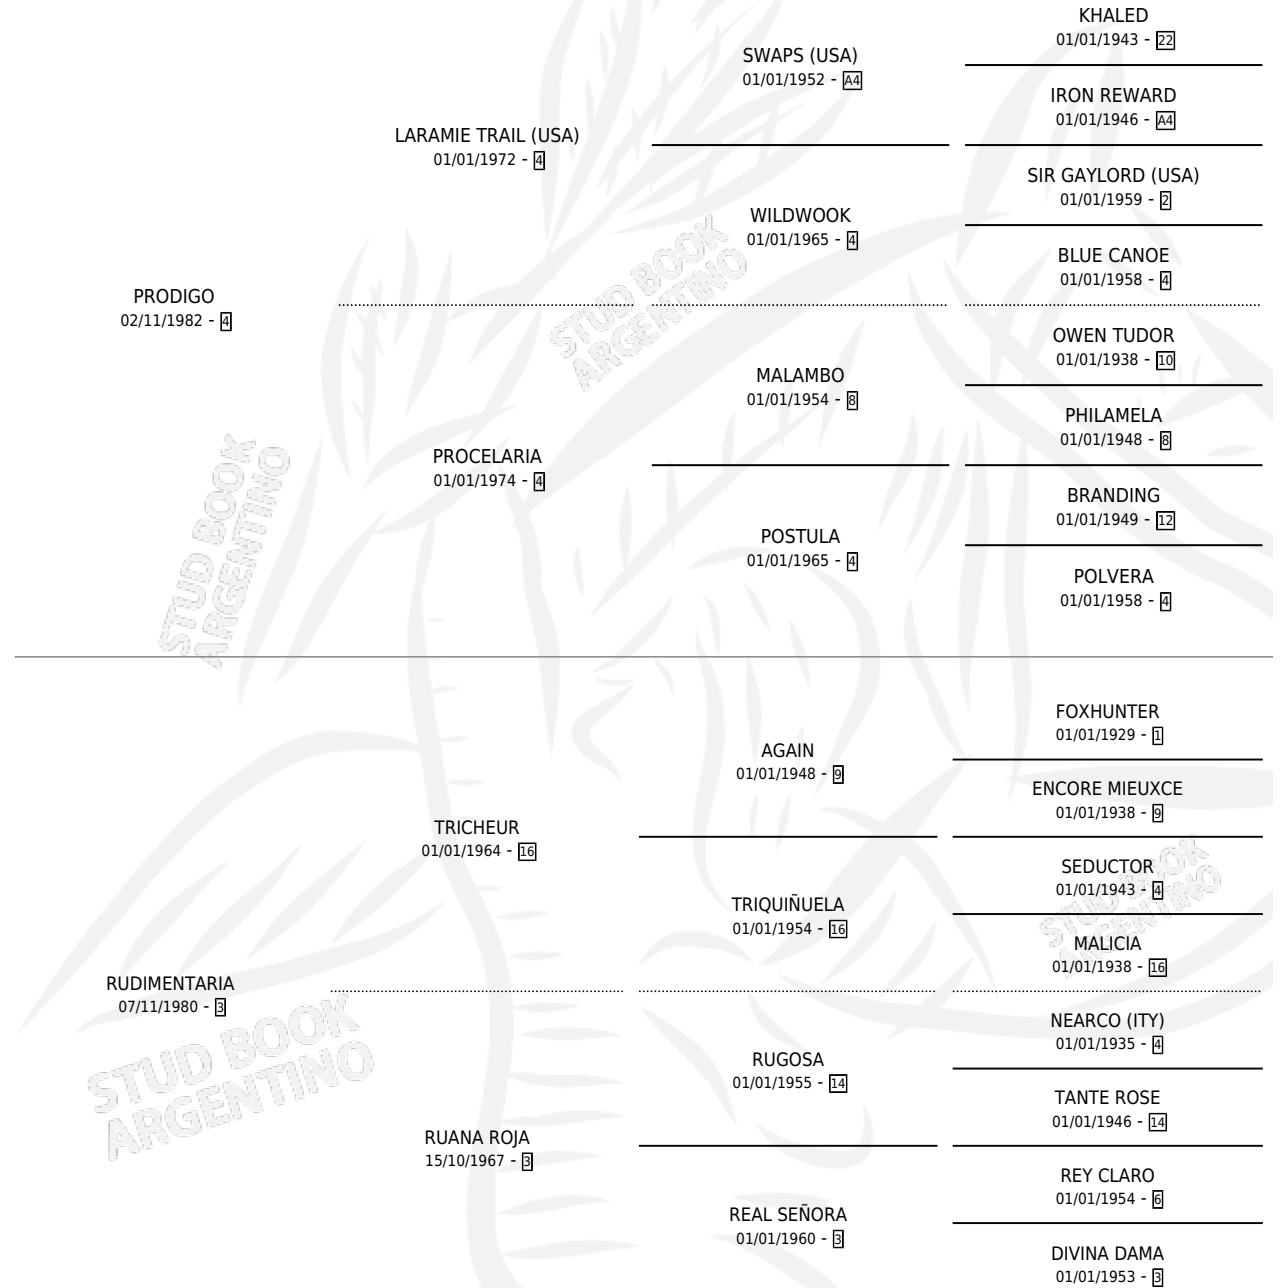 KHALED
01/01/1943 - 22
SWAPS (USA)
01/01/1952 - A4
IRON REWARD
01/01/1946 - A4
LARAMIE TRAIL (USA)
01/01/1972 - 4
SIR GAYLORD (USA)
01/01/1959 - 2
WILDWOOK
01/01/1965 - 4
BLUE CANOE
01/01/1958 - 4
PRODIGO
02/11/1982 - 4
STUD BOOK
ARGENTINO
OWEN TUDOR
01/01/1938 - 10
MALAMBO
01/01/1954 - 8
PHILAMELA
01/01/1948 - 8
PROCELARIA
01/01/1974 - 4
BRANDING
01/01/1949 - 12
POSTULA
01/01/1965 - 4
POLVERA
01/01/1958 - 4
STUD BOOK
ARGENTINO
FOXHUNTER
01/01/1929 - 1
AGAIN
01/01/1948 - 9
ENCORE MIEUXCE
01/01/1938 - 9
TRICHEUR
01/01/1964 - 16
SEDUCTOR
01/01/1943 - 4
TRIQUIÑUELA
01/01/1954 - 16
MALICIA
01/01/1938 - 16
STUD BOOK
ARGENTINO
RUDIMENTARIA
07/11/1980 - 3
NEARCO (ITY)
01/01/1935 - 4
RUGOSA
01/01/1955 - 14
TANTE ROSE
01/01/1946 - 14
STUD BOOK
ARGENTINO
RUANA ROJA
15/10/1967 - 3
REY CLARO
01/01/1954 - 6
REAL SEÑORA
01/01/1960 - 3
DIVINA DAMA
01/01/1953 - 3